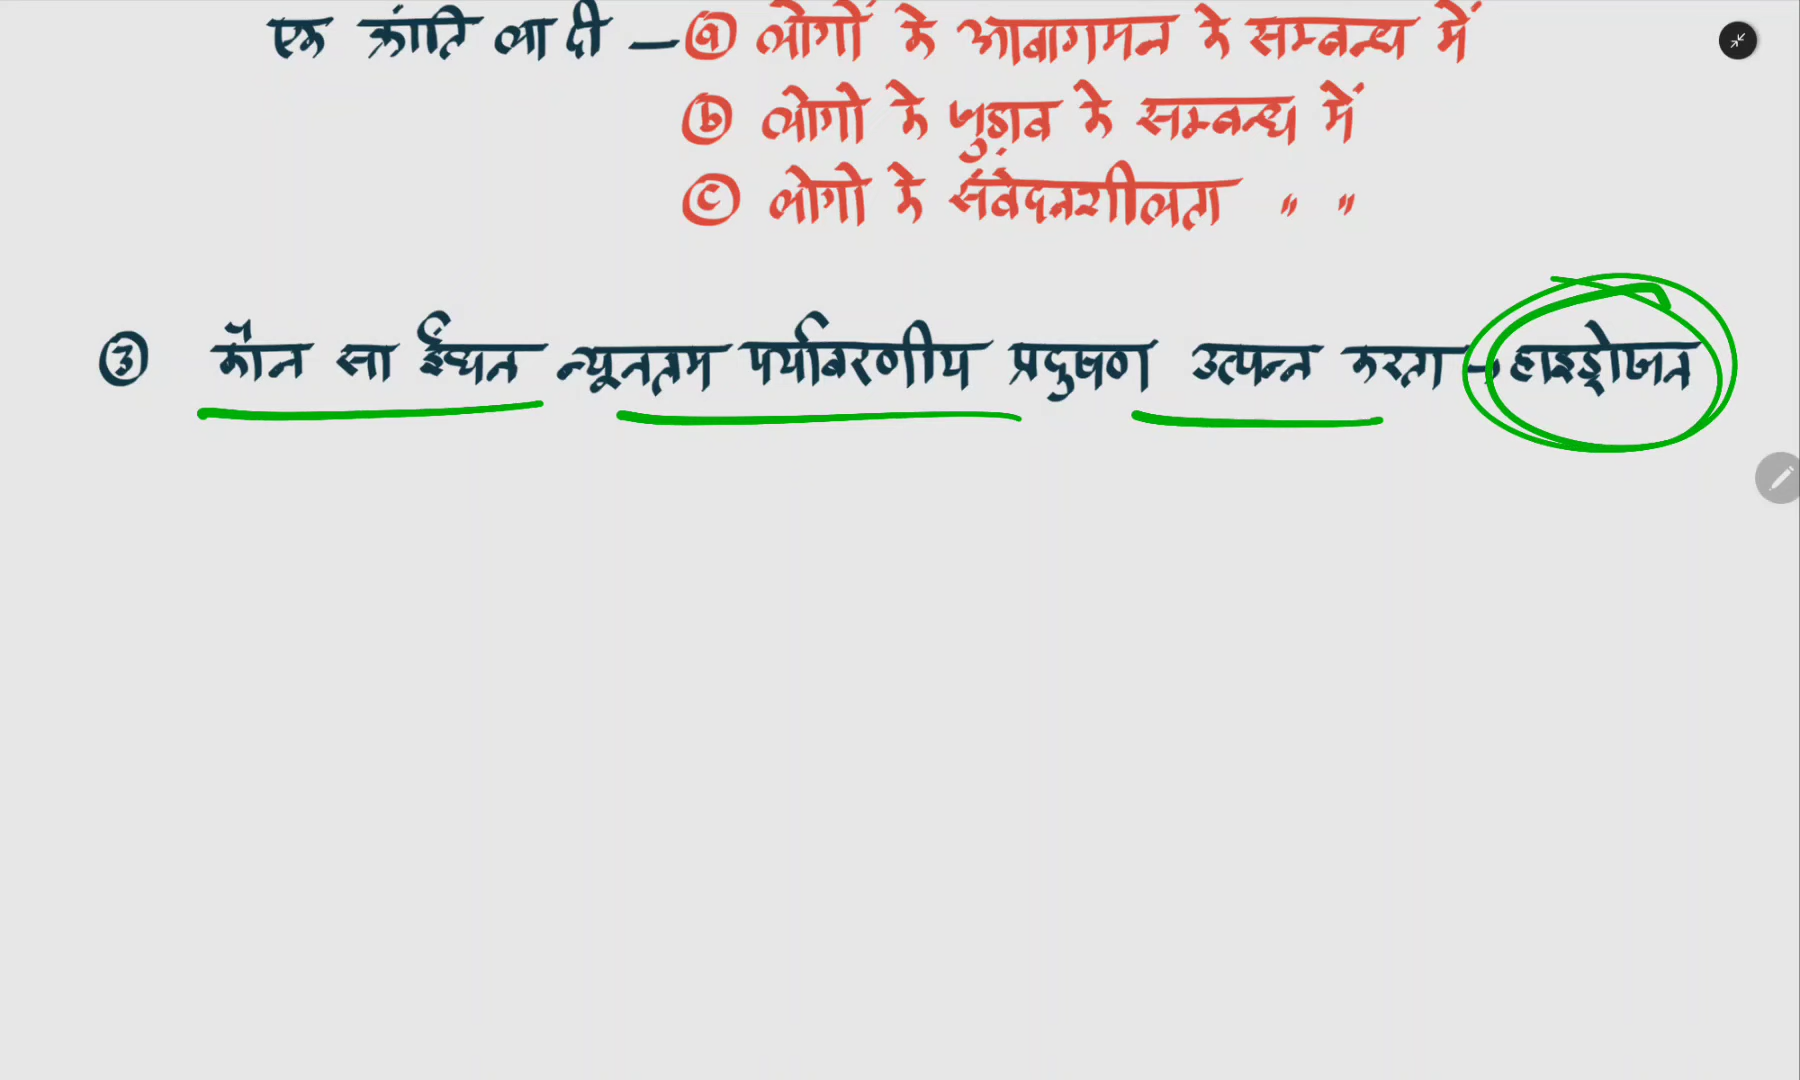 एक क्रांति ला दी — ⓐ लोगों के आवागमन के सम्बन्ध में
ⓑ लोगो के जुड़ाव के सम्बन्ध में
ⓒ लोगो के संवेदनशीलता " "
③ कौन सा ईंधन न्यूनतम पर्यावरणीय प्रदुषण उत्पन्न करता → हाइड्रोजन